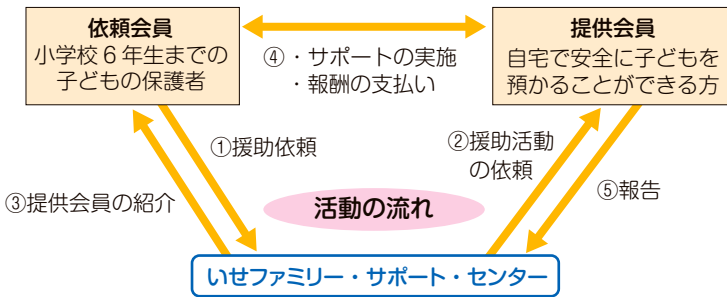 依頼会員
小学校6年生までの
子どもの保護者
④・サポートの実施
・報酬の支払い
提供会員
自宅で安全に子どもを
預かることができる方
①援助依頼
②援助活動
の依頼
③提供会員の紹介
⑤報告
活動の流れ
いせファミリー・サポート・センター